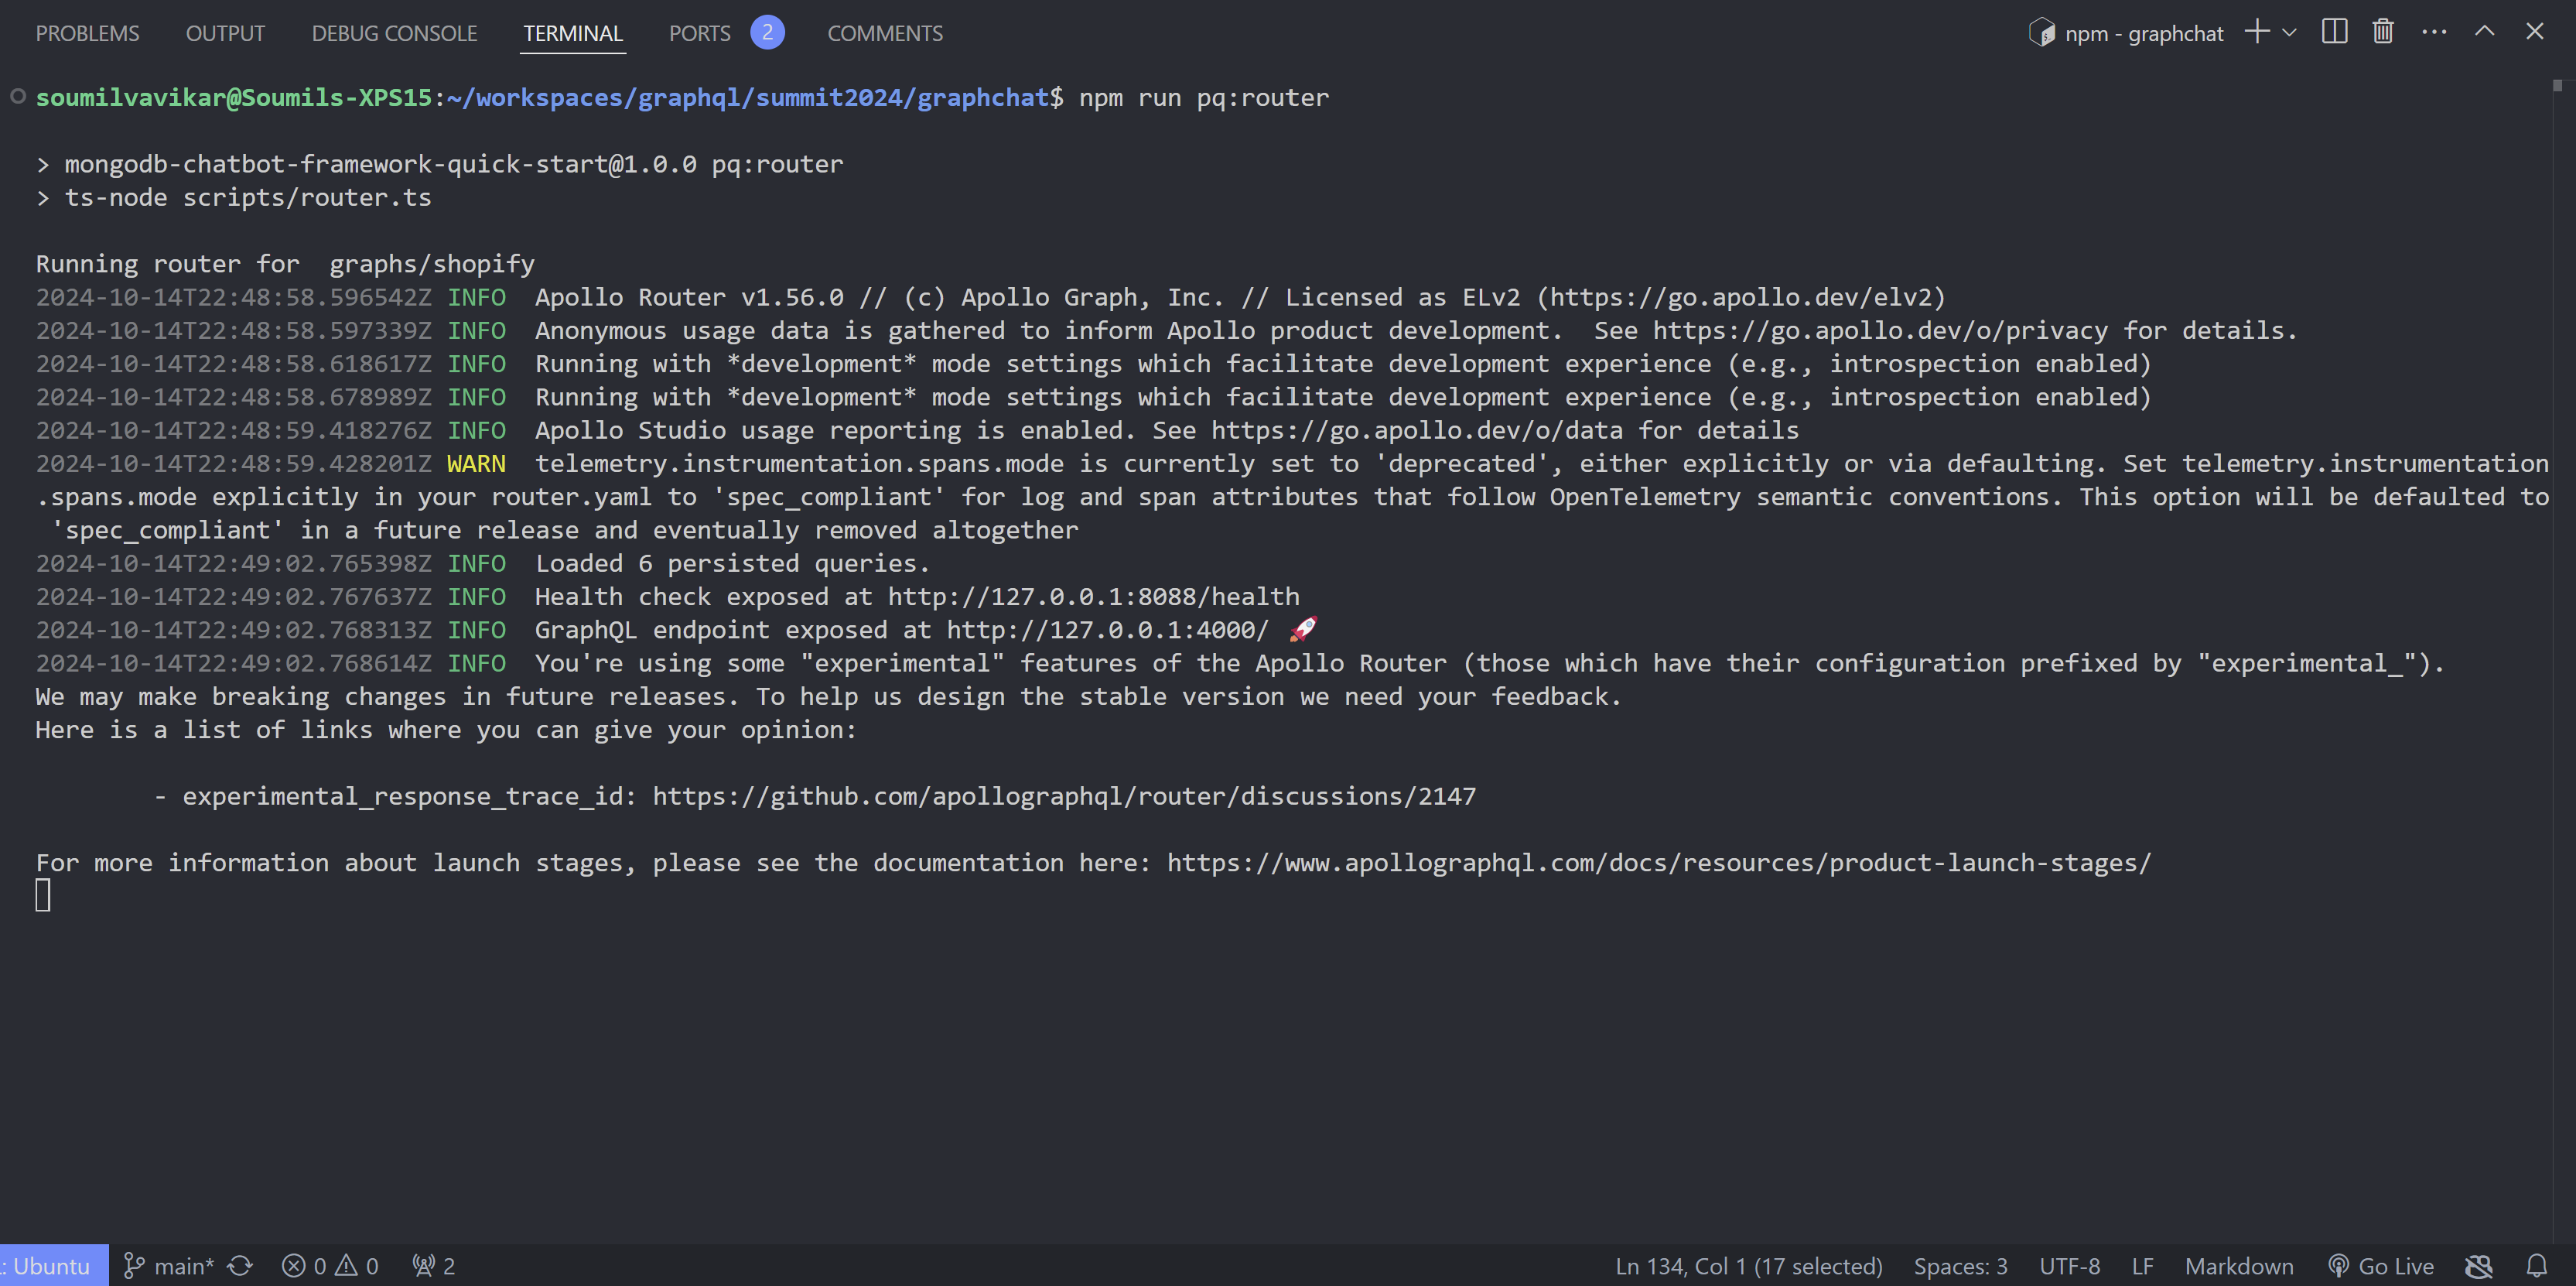 PROBLEMS OUTPUT DEBUG CONSOLE TERMINAL PORTS 2 COMMENTS npm - graphchat
soumilvavikar@Soumils-XPS15:~/workspaces/graphql/summit2024/graphchat$ npm run pq:router
> mongodb-chatbot-framework-quick-start@1.0.0 pq:router
> ts-node scripts/router.ts
Running router for  graphs/shopify
2024-10-14T22:48:58.596542Z INFO  Apollo Router v1.56.0 // (c) Apollo Graph, Inc. // Licensed as ELv2 (https://go.apollo.dev/elv2)
2024-10-14T22:48:58.597339Z INFO  Anonymous usage data is gathered to inform Apollo product development.  See https://go.apollo.dev/o/privacy for details.
2024-10-14T22:48:58.618617Z INFO  Running with *development* mode settings which facilitate development experience (e.g., introspection enabled)
2024-10-14T22:48:58.678989Z INFO  Running with *development* mode settings which facilitate development experience (e.g., introspection enabled)
2024-10-14T22:48:59.418276Z INFO  Apollo Studio usage reporting is enabled. See https://go.apollo.dev/o/data for details
2024-10-14T22:48:59.428201Z WARN  telemetry.instrumentation.spans.mode is currently set to 'deprecated', either explicitly or via defaulting. Set telemetry.instrumentation
.spans.mode explicitly in your router.yaml to 'spec_compliant' for log and span attributes that follow OpenTelemetry semantic conventions. This option will be defaulted to
'spec_compliant' in a future release and eventually removed altogether
2024-10-14T22:49:02.765398Z INFO  Loaded 6 persisted queries.
2024-10-14T22:49:02.767637Z INFO  Health check exposed at http://127.0.0.1:8088/health
2024-10-14T22:49:02.768313Z INFO  GraphQL endpoint exposed at http://127.0.0.1:4000/ 🚀
2024-10-14T22:49:02.768614Z INFO  You're using some "experimental" features of the Apollo Router (those which have their configuration prefixed by "experimental_").
We may make breaking changes in future releases. To help us design the stable version we need your feedback.
Here is a list of links where you can give your opinion:
- experimental_response_trace_id: https://github.com/apollographql/router/discussions/2147
For more information about launch stages, please see the documentation here: https://www.apollographql.com/docs/resources/product-launch-stages/
: Ubuntu main* 0 0 2 Ln 134, Col 1 (17 selected) Spaces: 3 UTF-8 LF Markdown Go Live